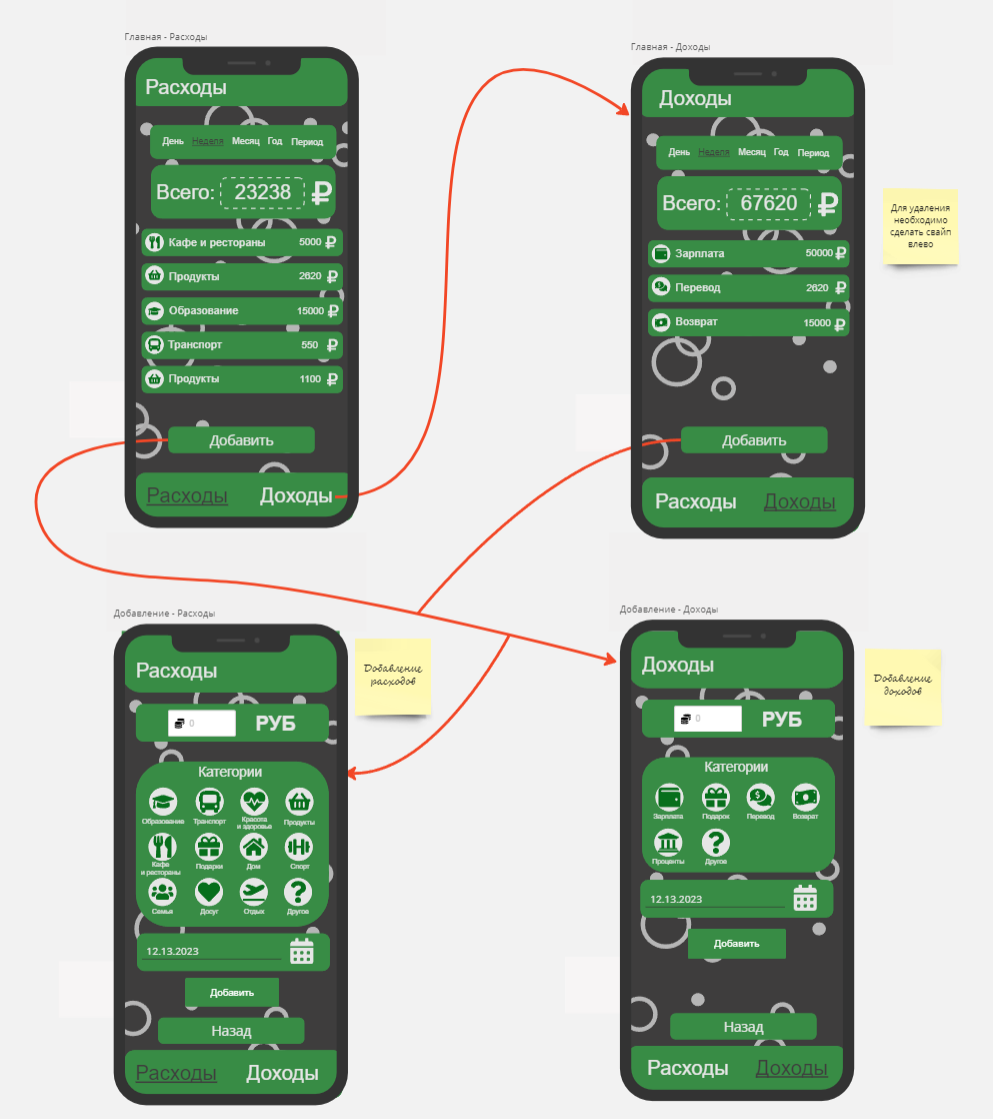 Главная - Расходы
Расходы
День Неделя Месяц Год Период
Всего: 23238 ₽
Кафе и рестораны 5000 ₽
Продукты 2620 ₽
Образование 15000 ₽
Транспорт 550 ₽
Продукты 1100 ₽
Добавить
Расходы Доходы
Главная - Доходы
Доходы
День Неделя Месяц Год Период
Всего: 67620 ₽
Зарплата 50000 ₽
Перевод 2620 ₽
Возврат 15000 ₽
Добавить
Расходы Доходы
Для удаления
необходимо
сделать свайп
влево
Добавление - Расходы
Расходы
0 РУБ
Категории
Образование Транспорт Красота
и здоровье Продукты
Кафе
и рестораны Подарки Дом Спорт
Семья Досуг Отдых Другое
12.13.2023
Добавить
Назад
Расходы Доходы
Добавление
расходов
Добавление - Доходы
Доходы
0 РУБ
Категории
Зарплата Подарок Перевод Возврат
Проценты Другое
12.13.2023
Добавить
Назад
Расходы Доходы
Добавление
доходов